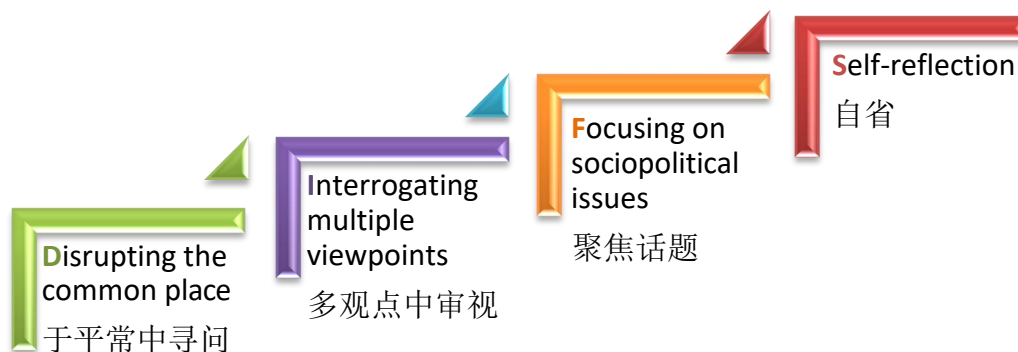 Disrupting the
common place
于平常中寻问
Interrogating
multiple
viewpoints
多观点中审视
Focusing on
sociopolitical
issues
聚焦话题
Self-reflection
自省